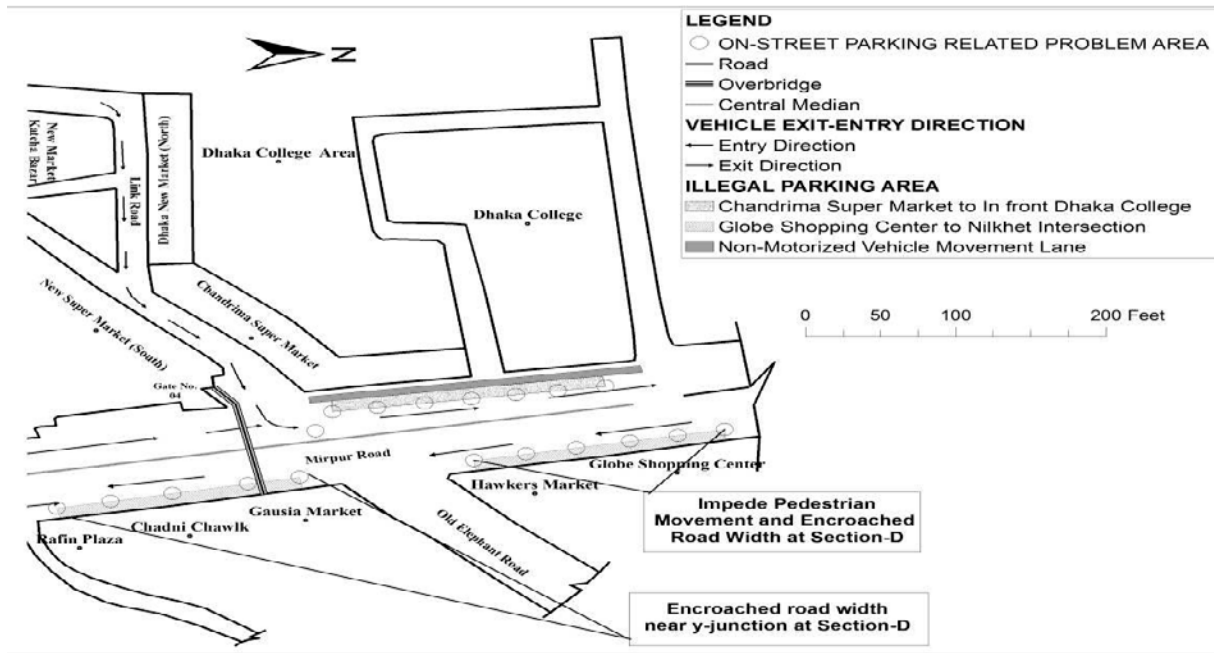 LEGEND
ON-STREET PARKING RELATED PROBLEM AREA
Road
Overbridge
Central Median
VEHICLE EXIT-ENTRY DIRECTION
Entry Direction
Exit Direction
ILLEGAL PARKING AREA
Chandrima Super Market to In front Dhaka College
Globe Shopping Center to Nilkhet Intersection
Non-Motorized Vehicle Movement Lane
N
New Market
Katcha Bazar
Link Road
Dhaka New Market (North)
Dhaka College Area
Dhaka College
New Super Market (South)
Chandrima Super Market
0 50 100 200 Feet
Gate No.
04
Mirpur Road
Globe Shopping Center
Hawkers Market
Gausia Market
Chadni Chawlk
Rafin Plaza
Old Elephant Road
Impede Pedestrian
Movement and Encroached
Road Width at Section-D
Encroached road width
near y-junction at Section-D